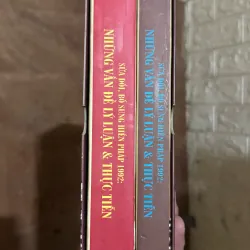 SỬA ĐỔI, BỔ SUNG HIẾN PHÁP 1992:
NHỮNG VẤN ĐỀ LÝ LUẬN & THỰC TIỄN
SỬA ĐỔI, BỔ SUNG HIẾN PHÁP 1992:
NHỮNG VẤN ĐỀ LÝ LUẬN & THỰC TIỄN